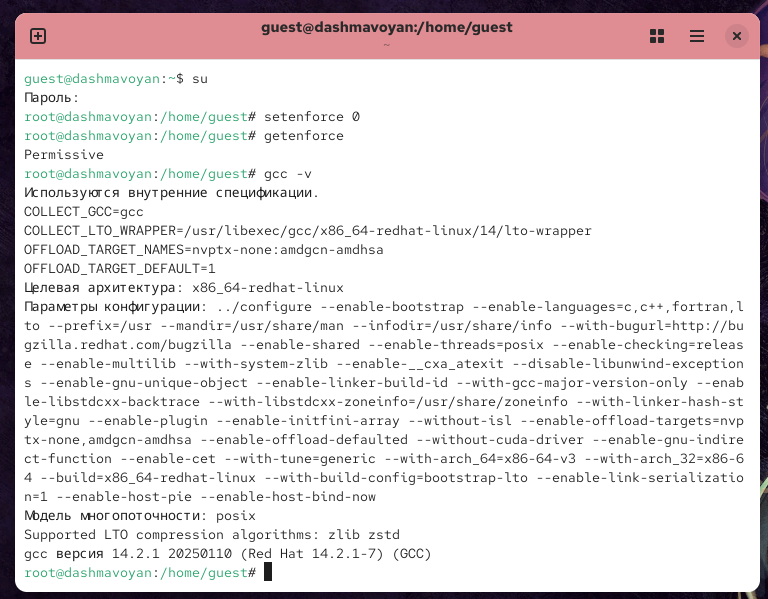 guest@dashmavoyan:/home/guest
~
guest@dashmavoyan:~$ su
Пароль:
root@dashmavoyan:/home/guest# setenforce 0
root@dashmavoyan:/home/guest# getenforce
Permissive
root@dashmavoyan:/home/guest# gcc -v
Используются внутренние спецификации.
COLLECT_GCC=gcc
COLLECT_LTO_WRAPPER=/usr/libexec/gcc/x86_64-redhat-linux/14/lto-wrapper
OFFLOAD_TARGET_NAMES=nvptx-none:amdgcn-amdhsa
OFFLOAD_TARGET_DEFAULT=1
Целевая архитектура: x86_64-redhat-linux
Параметры конфигурации: ../configure --enable-bootstrap --enable-languages=c,c++,fortran,l
to --prefix=/usr --mandir=/usr/share/man --infodir=/usr/share/info --with-bugurl=http://bu
gzilla.redhat.com/bugzilla --enable-shared --enable-threads=posix --enable-checking=releas
e --enable-multilib --with-system-zlib --enable-__cxa_atexit --disable-libunwind-exception
s --enable-gnu-unique-object --enable-linker-build-id --with-gcc-major-version-only --enab
le-libstdcxx-backtrace --with-libstdcxx-zoneinfo=/usr/share/zoneinfo --with-linker-hash-st
yle=gnu --enable-plugin --enable-initfini-array --without-isl --enable-offload-targets=nvp
tx-none,amdgcn-amdhsa --enable-offload-defaulted --without-cuda-driver --enable-gnu-indire
ct-function --enable-cet --with-tune=generic --with-arch_64=x86-64-v3 --with-arch_32=x86-6
4 --build=x86_64-redhat-linux --with-build-config=bootstrap-lto --enable-link-serializatio
n=1 --enable-host-pie --enable-host-bind-now
Модель многопоточности: posix
Supported LTO compression algorithms: zlib zstd
gcc версия 14.2.1 20250110 (Red Hat 14.2.1-7) (GCC)
root@dashmavoyan:/home/guest#